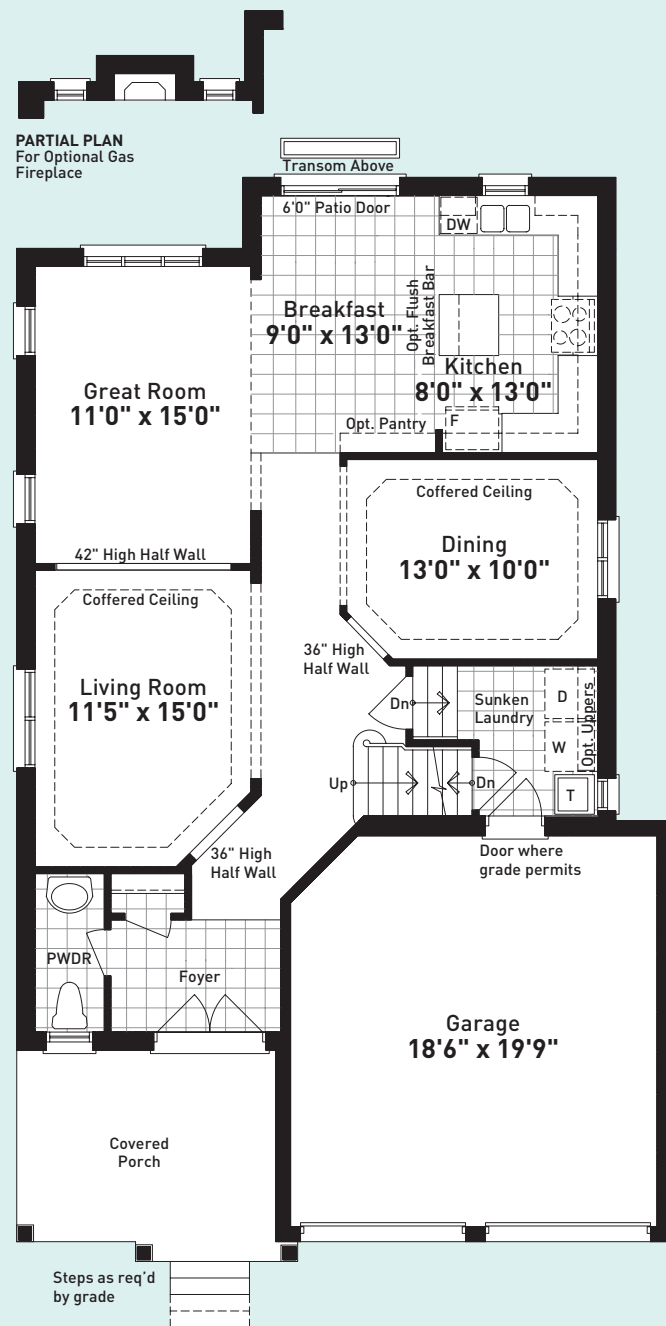 PARTIAL PLAN
For Optional Gas
Fireplace
Transom Above
6'0" Patio Door
DW
Breakfast
9'0" x 13'0"
Opt. Flush
Breakfast Bar
Kitchen
8'0" x 13'0"
Great Room
11'0" x 15'0"
Opt. Pantry
F
Coffered Ceiling
Dining
13'0" x 10'0"
42" High Half Wall
Coffered Ceiling
36" High
Half Wall
Living Room
11'5" x 15'0"
Dn
Sunken
Laundry
D
W
Opt. Uppers
Up
Dn
T
36" High
Half Wall
Door where
grade permits
PWDR
Foyer
Garage
18'6" x 19'9"
Covered
Porch
Steps as req'd
by grade